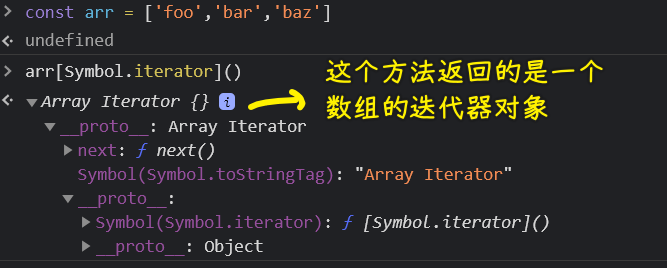 > const arr = ['foo','bar','baz']
undefined
> arr[Symbol.iterator]()
这个方法返回的是一个
▼Array Iterator {} i
数组的迭代器对象
▼__proto__: Array Iterator
▶next: ƒ next()
Symbol(Symbol.toStringTag): "Array Iterator"
▼__proto__:
▶Symbol(Symbol.iterator): ƒ [Symbol.iterator]()
▶__proto__: Object